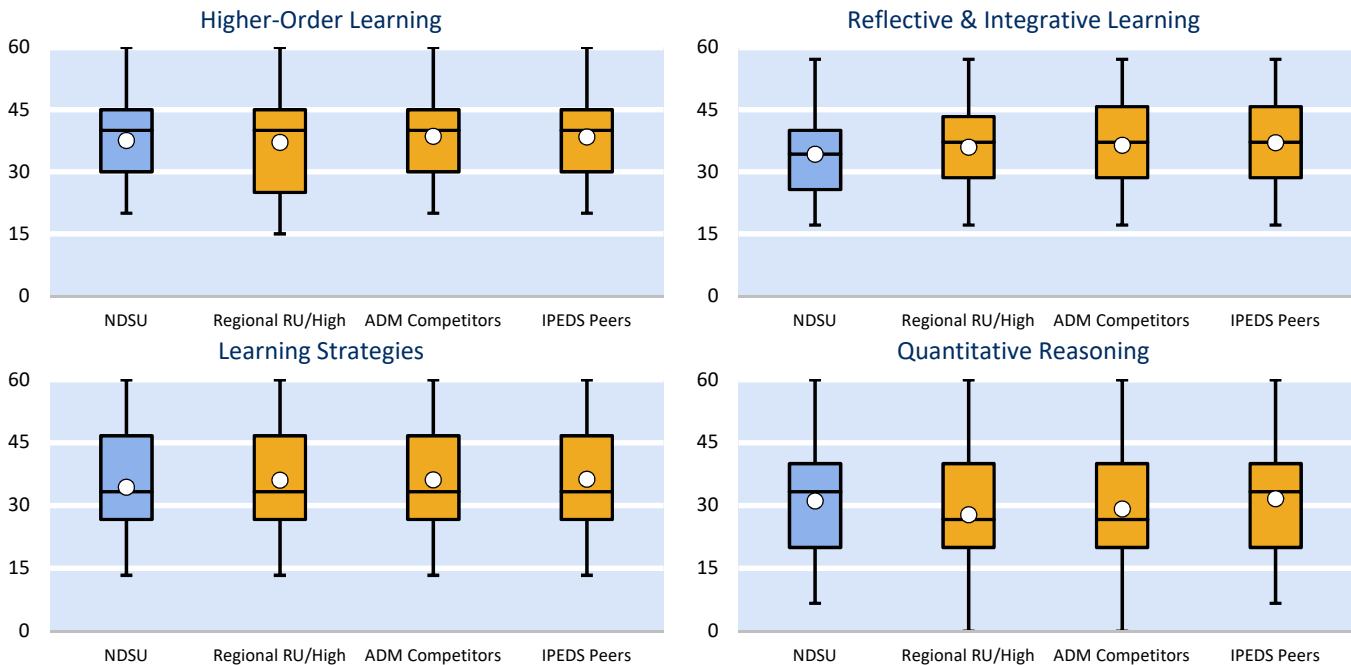 Higher-Order Learning
60
45
30
15
0
NDSU Regional RU/High ADM Competitors IPEDS Peers
Reflective & Integrative Learning
60
45
30
15
0
NDSU Regional RU/High ADM Competitors IPEDS Peers
Learning Strategies
60
45
30
15
0
NDSU Regional RU/High ADM Competitors IPEDS Peers
Quantitative Reasoning
60
45
30
15
0
NDSU Regional RU/High ADM Competitors IPEDS Peers